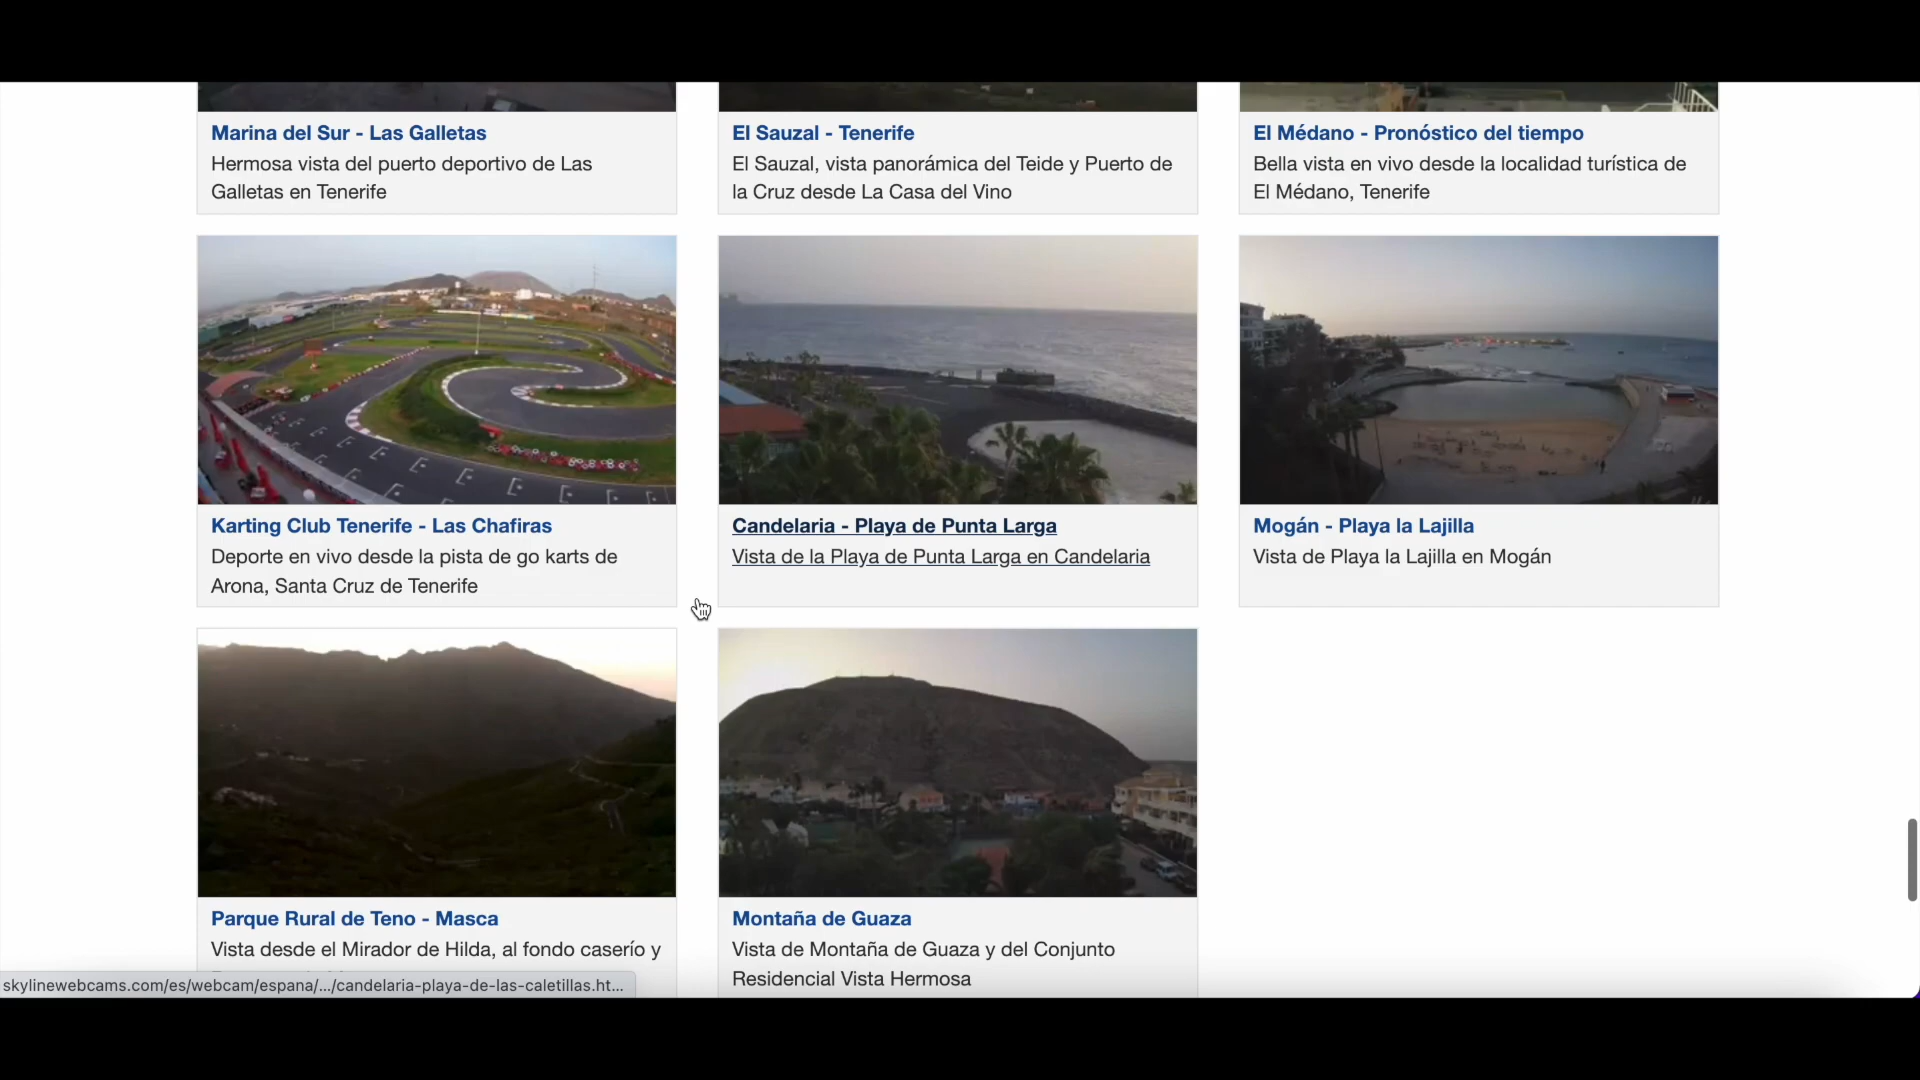 Marina del Sur - Las Galletas
Hermosa vista del puerto deportivo de Las
Galletas en Tenerife
El Sauzal - Tenerife
El Sauzal, vista panorámica del Teide y Puerto de
la Cruz desde La Casa del Vino
El Médano - Pronóstico del tiempo
Bella vista en vivo desde la localidad turística de
El Médano, Tenerife
Karting Club Tenerife - Las Chafiras
Deporte en vivo desde la pista de go karts de
Arona, Santa Cruz de Tenerife
Candelaria - Playa de Punta Larga
Vista de la Playa de Punta Larga en Candelaria
Mogán - Playa la Lajilla
Vista de Playa la Lajilla en Mogán
Parque Rural de Teno - Masca
Vista desde el Mirador de Hilda, al fondo caserío y
Montaña de Guaza
Vista de Montaña de Guaza y del Conjunto
Residencial Vista Hermosa
skylinewebcams.com/es/webcam/espana/.../candelaria-playa-de-las-caletillas.ht...